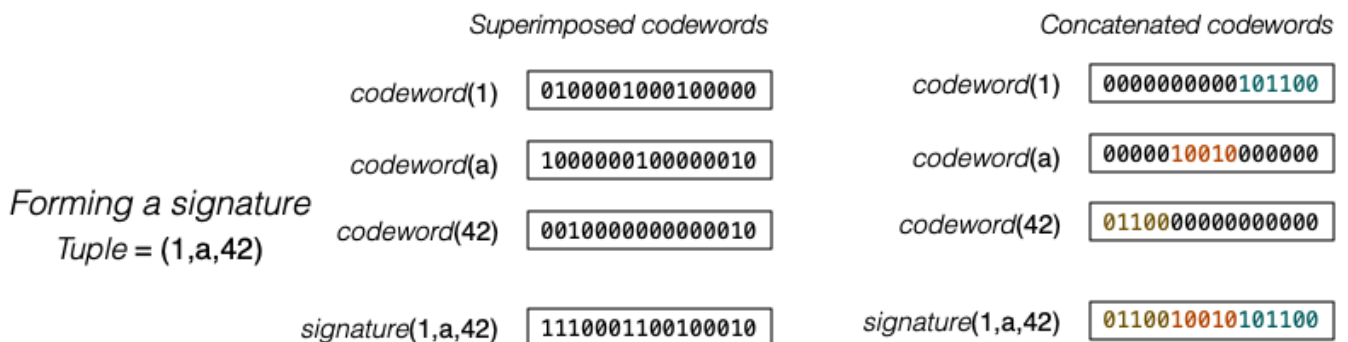 Superimposed codewords
Concatenated codewords
codeword(1) 0100001000100000
codeword(1) 0000000000101100
codeword(a) 1000000100000010
codeword(a) 0000010010000000
Forming a signature
Tuple = (1,a,42)
codeword(42) 0010000000000010
codeword(42) 0110000000000000
signature(1,a,42) 1110001100100010
signature(1,a,42) 0110010010101100